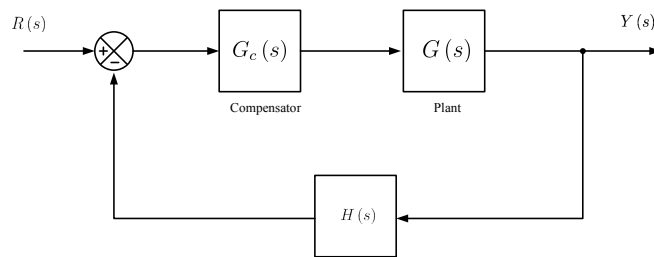 R(s)
Y(s)
+
−
G_c(s)
G(s)
Compensator
Plant
H(s)